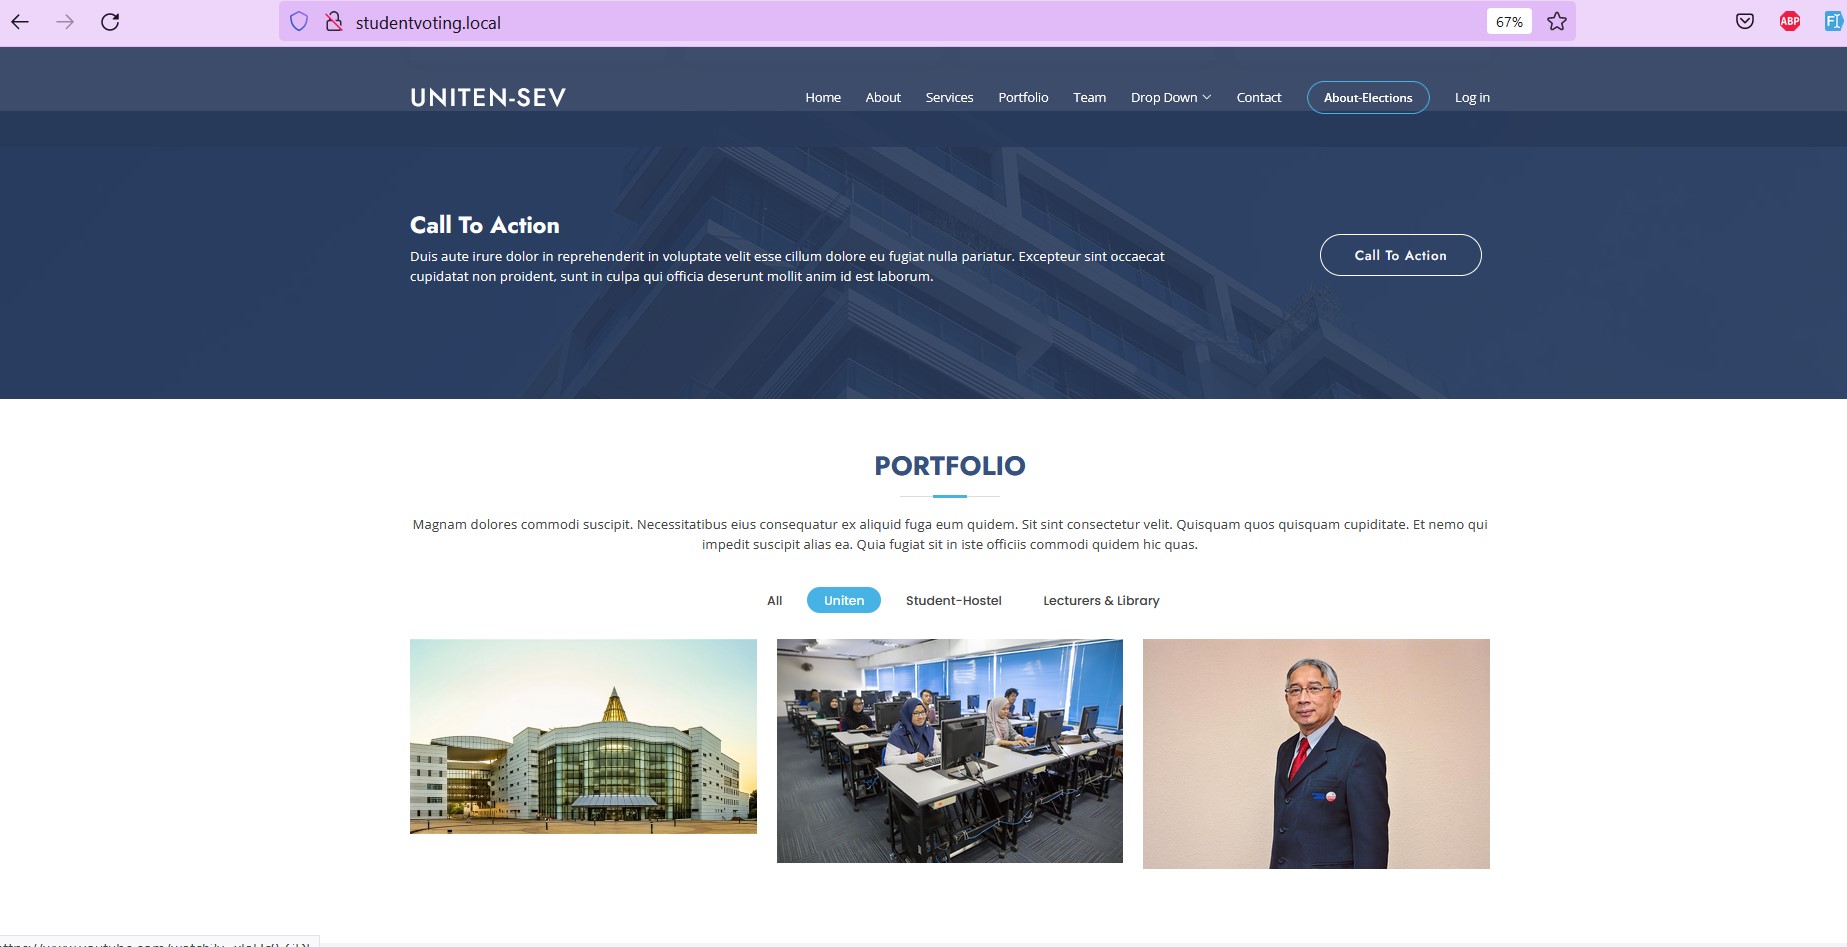 studentvoting.local
67%
ABP
UNITEN-SEV
Home About Services Portfolio Team Drop Down Contact About-Elections Log in
Call To Action
Duis aute irure dolor in reprehenderit in voluptate velit esse cillum dolore eu fugiat nulla pariatur. Excepteur sint occaecat
cupidatat non proident, sunt in culpa qui officia deserunt mollit anim id est laborum.
Call To Action
PORTFOLIO
Magnam dolores commodi suscipit. Necessitatibus eius consequatur ex aliquid fuga eum quidem. Sit sint consectetur velit. Quisquam quos quisquam cupiditate. Et nemo qui
impedit suscipit alias ea. Quia fugiat sit in iste officiis commodi quidem hic quas.
All Uniten Student-Hostel Lecturers & Library